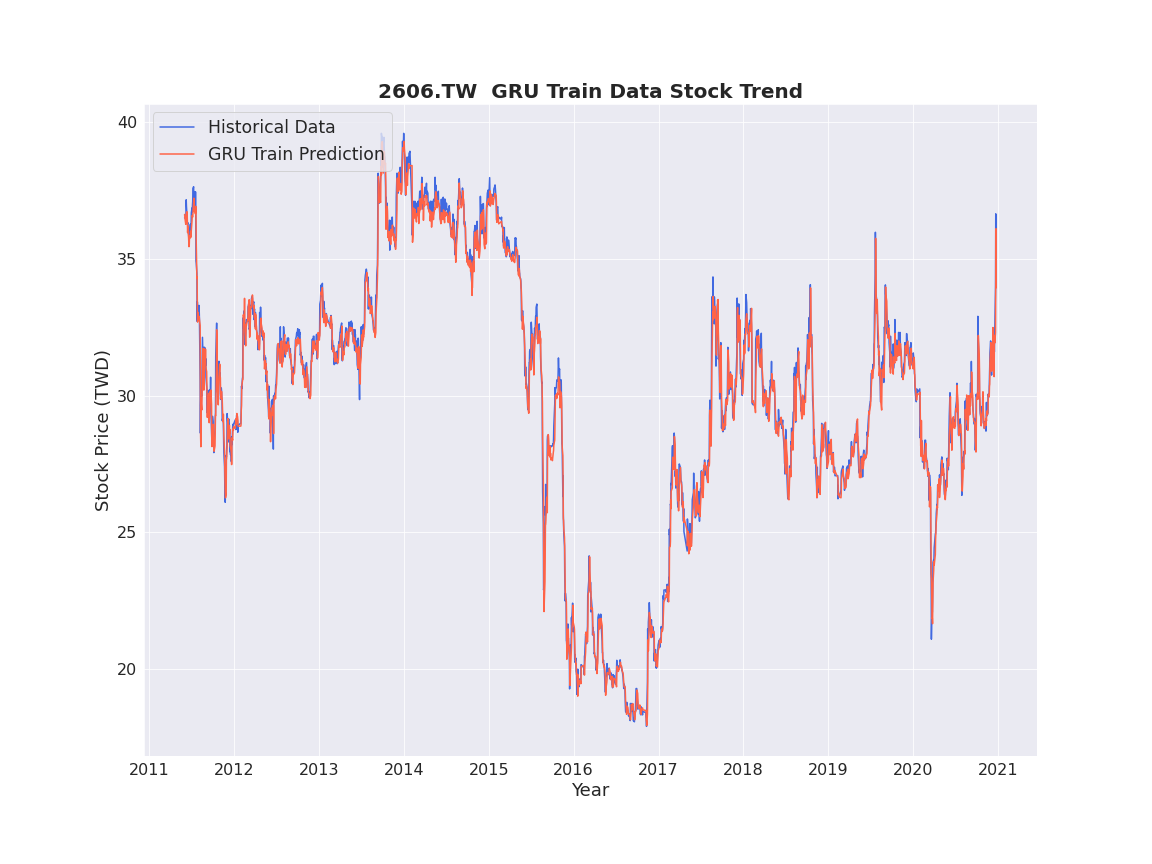 2606.TW  GRU Train Data Stock Trend
Historical Data
GRU Train Prediction
Stock Price (TWD)
40
35
30
25
20
2011 2012 2013 2014 2015 2016 2017 2018 2019 2020 2021
Year